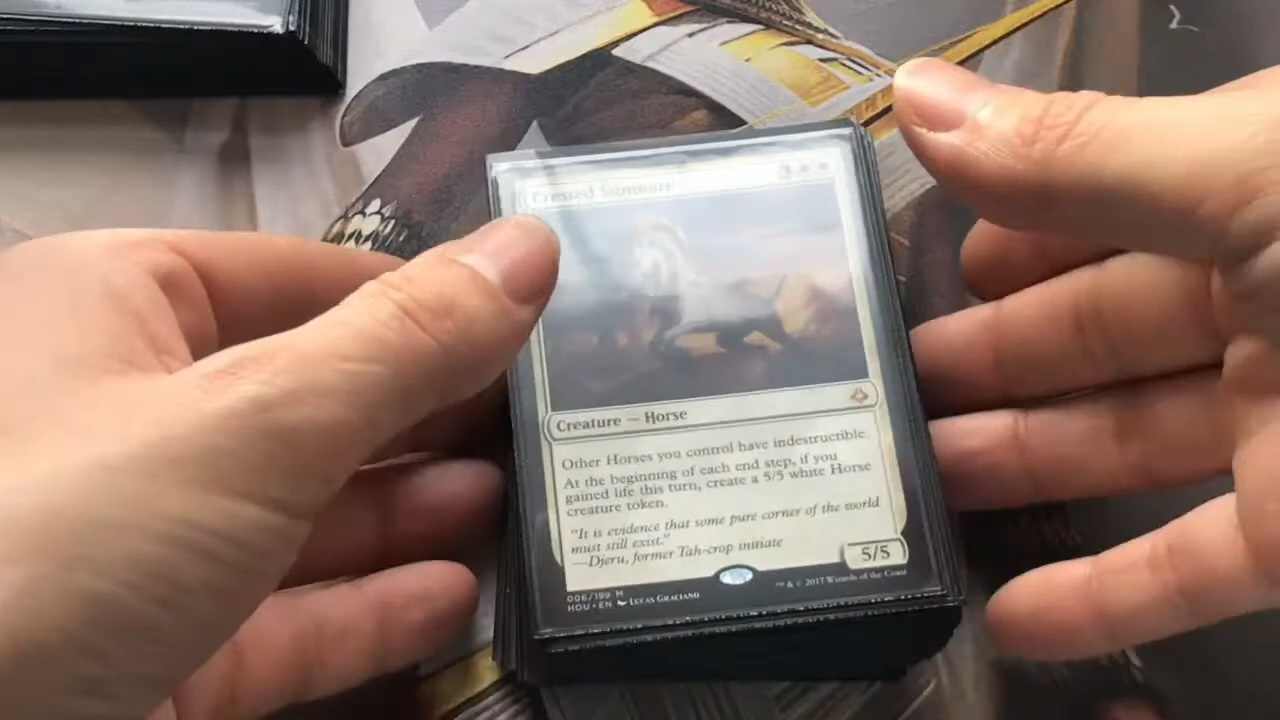 Crested Sunmare
Creature — Horse
Other Horses you control have indestructible.
At the beginning of each end step, if you
gained life this turn, create a 5/5 white Horse
creature token.
"It is evidence that some pure corner of the world
must still exist."
—Djeru, former Tah-crop initiate
5/5
006/199 M
HOU • EN Lucas Graciano
™ & © 2017 Wizards of the Coast